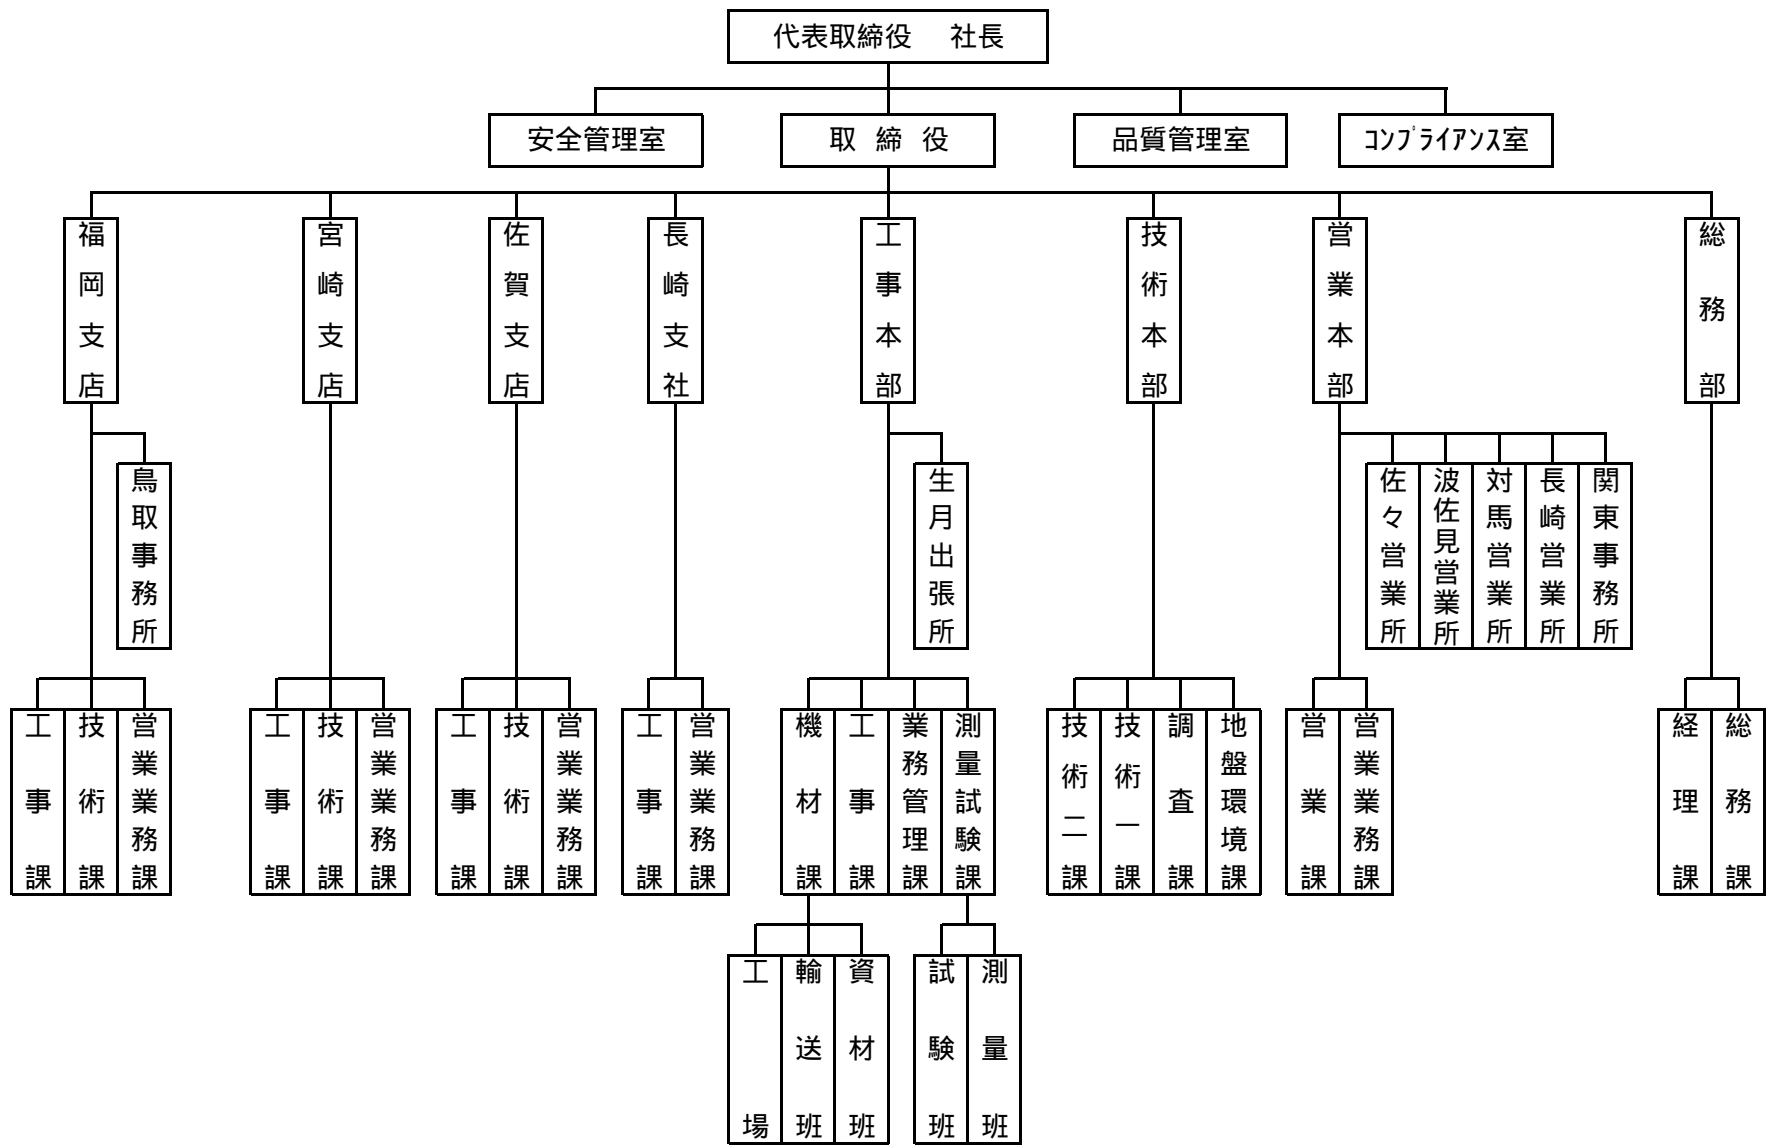 代表取締役 社長
安全管理室
取締役
品質管理室
ｺﾝﾌﾟﾗｲｱﾝｽ室
福岡支店
宮崎支店
佐賀支店
長崎支社
工事本部
技術本部
営業本部
総務部
鳥取事務所
生月出張所
佐々営業所
波佐見営業所
対馬営業所
長崎営業所
関東事務所
工事課
技術課
営業業務課
工事課
技術課
営業業務課
工事課
技術課
営業業務課
工事課
営業業務課
機材課
工事課
業務管理課
測量試験課
技術二課
技術一課
調査課
地盤環境課
営業課
営業業務課
経理課
総務課
工場
輸送班
資材班
試験班
測量班